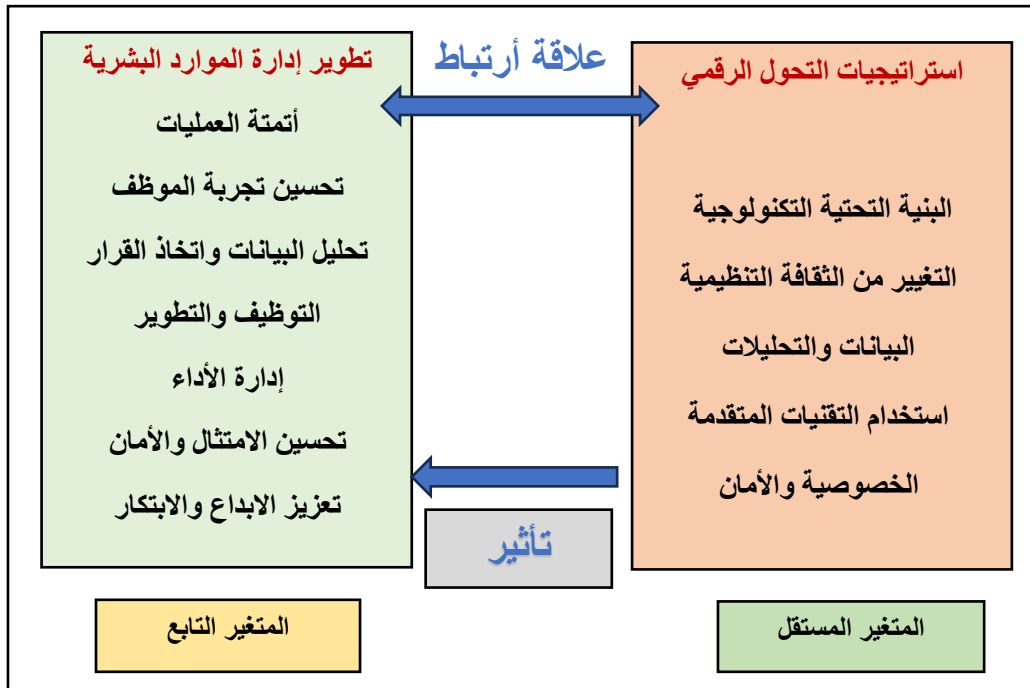 استراتيجيات التحول الرقمي
البنية التحتية التكنولوجية
التغيير من الثقافة التنظيمية
البيانات والتحليلات
استخدام التقنيات المتقدمة
الخصوصية والأمان
المتغير المستقل
علاقة أرتباط
تأثير
تطوير إدارة الموارد البشرية
أتمتة العمليات
تحسين تجربة الموظف
تحليل البيانات واتخاذ القرار
التوظيف والتطوير
إدارة الأداء
تحسين الامتثال والأمان
تعزيز الابداع والابتكار
المتغير التابع